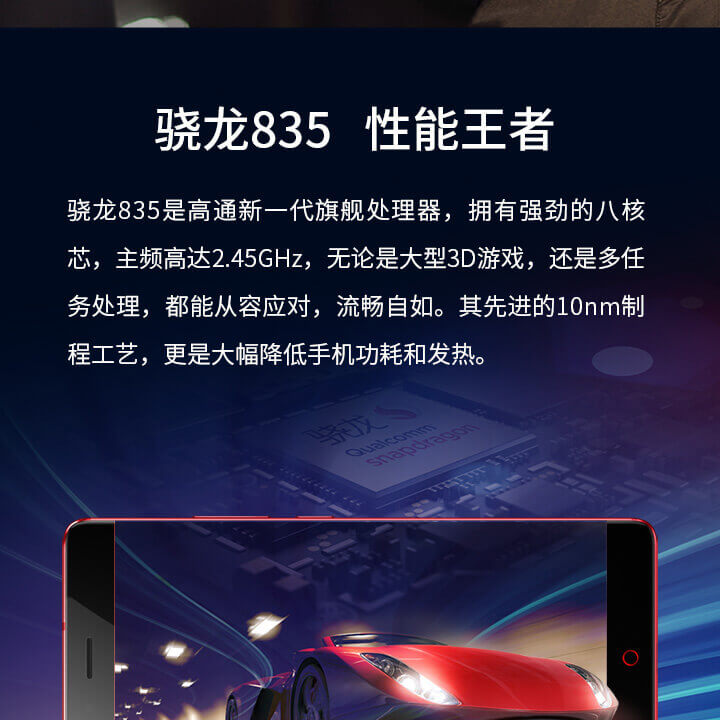 骁龙835 性能王者
骁龙835是高通新一代旗舰处理器，拥有强劲的八核
芯，主频高达2.45GHz，无论是大型3D游戏，还是多任
务处理，都能从容应对，流畅自如。其先进的10nm制
程工艺，更是大幅降低手机功耗和发热。
骁龙
Qualcomm
snapdragon